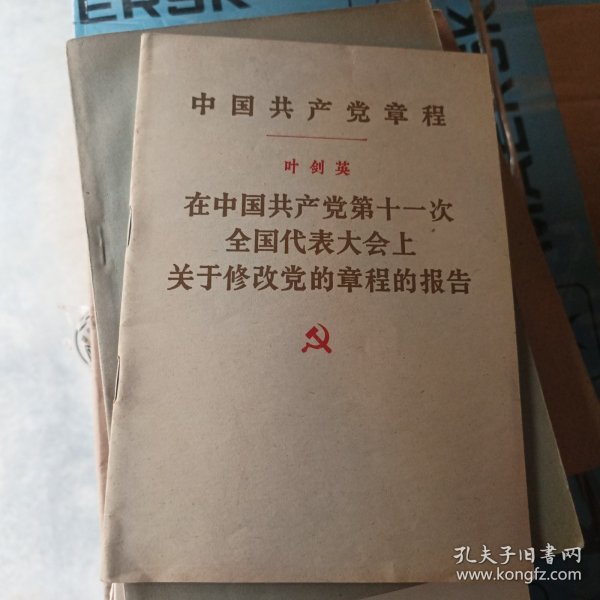 ERSK
中国共产党章程
叶剑英
在中国共产党第十一次
全国代表大会上
关于修改党的章程的报告
MAERSK
孔夫子旧书网
www.kongfz.com